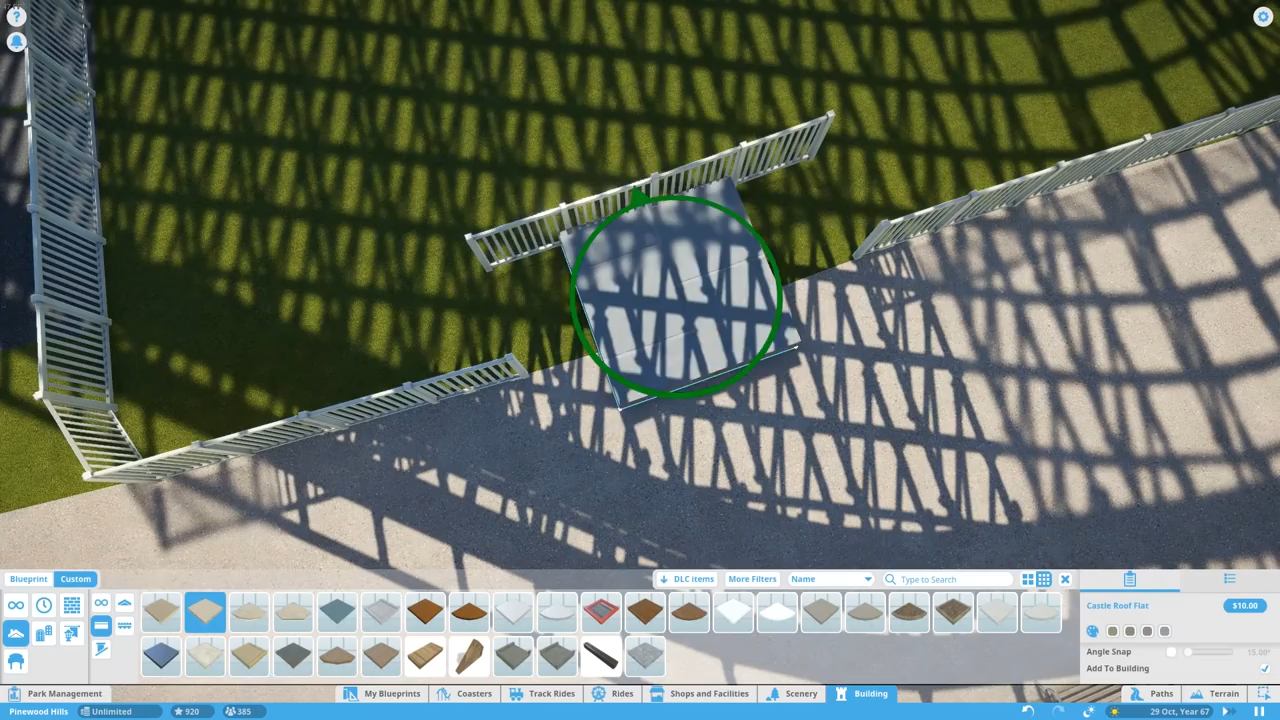 ?
Blueprint Custom DLC items More Filters Name Type to Search
Castle Roof Flat $10.00
Angle Snap 15.00°
Add To Building
Park Management My Blueprints Coasters Track Rides Rides Shops and Facilities Scenery Building Paths Terrain
Pinewood Hills Unlimited 920 385 29 Oct, Year 67